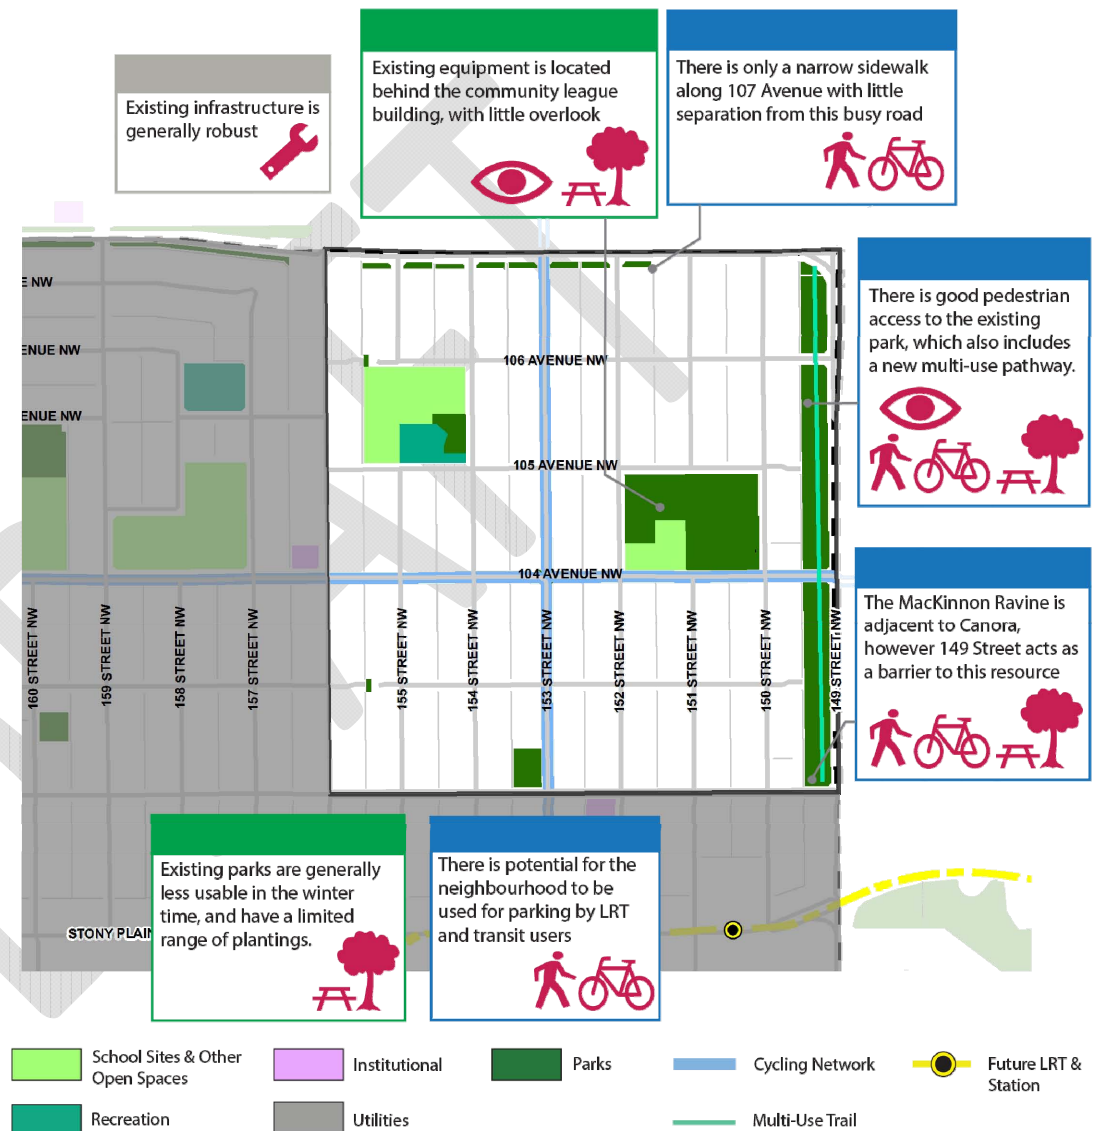 Existing infrastructure is
generally robust
Existing equipment is located
behind the community league
building, with little overlook
There is only a narrow sidewalk
along 107 Avenue with little
separation from this busy road
There is good pedestrian
access to the existing
park, which also includes
a new multi-use pathway.
The MacKinnon Ravine is
adjacent to Canora,
however 149 Street acts as
a barrier to this resource
E NW
ENUE NW
ENUE NW
106 AVENUE NW
105 AVENUE NW
104 AVENUE NW
160 STREET NW
159 STREET NW
158 STREET NW
157 STREET NW
155 STREET NW
154 STREET NW
153 STREET NW
152 STREET NW
151 STREET NW
150 STREET NW
149 STREET NW
DRAFT
Existing parks are generally
less usable in the winter
time, and have a limited
range of plantings.
There is potential for the
neighbourhood to be
used for parking by LRT
and transit users
STONY PLAIN
School Sites & Other
Open Spaces
Institutional
Parks
Cycling Network
Future LRT &
Station
Recreation
Utilities
Multi-Use Trail